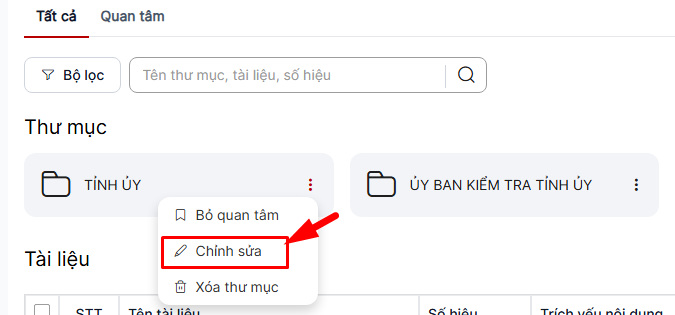 Tất cả Quan tâm
Bộ lọc Tên thư mục, tài liệu, số hiệu
Thư mục
TỈNH ỦY ỦY BAN KIỂM TRA TỈNH ỦY
Bỏ quan tâm
Chỉnh sửa
Tài liệu
Xóa thư mục
STT Tên tài liệu Số hiệu Trích yếu nội dung